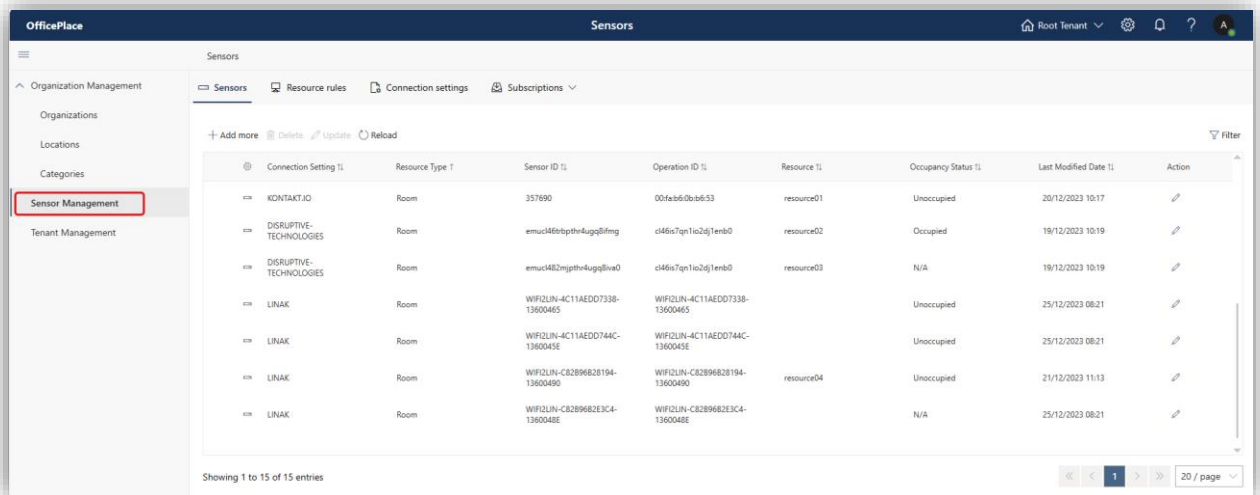 OfficePlace
Sensors
Root Tenant
?
A
Sensors
Organization Management
Organizations
Locations
Categories
Sensor Management
Tenant Management
Sensors Resource rules Connection settings Subscriptions
Add more Delete Update Reload Filter
Connection Setting Resource Type Sensor ID Operation ID Resource Occupancy Status Last Modified Date Action
KONTAKT.IO Room 357690 00:fa:b6:0b:b6:53 resource01 Unoccupied 20/12/2023 10:17
DISRUPTIVE-
TECHNOLOGIES Room emucl46trbpthr4ugq8ifmg cl46is7qn1io2dj1enb0 resource02 Occupied 19/12/2023 10:19
DISRUPTIVE-
TECHNOLOGIES Room emucl482mjpthr4ugq8iva0 cl46is7qn1io2dj1enb0 resource03 N/A 19/12/2023 10:19
LINAK Room WIFI2LIN-4C11AEDD7338- WIFI2LIN-4C11AEDD7338- Unoccupied 25/12/2023 08:21
13600465 13600465
LINAK Room WIFI2LIN-4C11AEDD744C- WIFI2LIN-4C11AEDD744C- Unoccupied 25/12/2023 08:21
1360045E 1360045E
LINAK Room WIFI2LIN-C82B96B28194- WIFI2LIN-C82B96B28194- resource04 Unoccupied 21/12/2023 11:13
13600490 13600490
LINAK Room WIFI2LIN-C82B96B2E3C4- WIFI2LIN-C82B96B2E3C4- N/A 25/12/2023 08:21
1360048E 1360048E
Showing 1 to 15 of 15 entries
1
20 / page